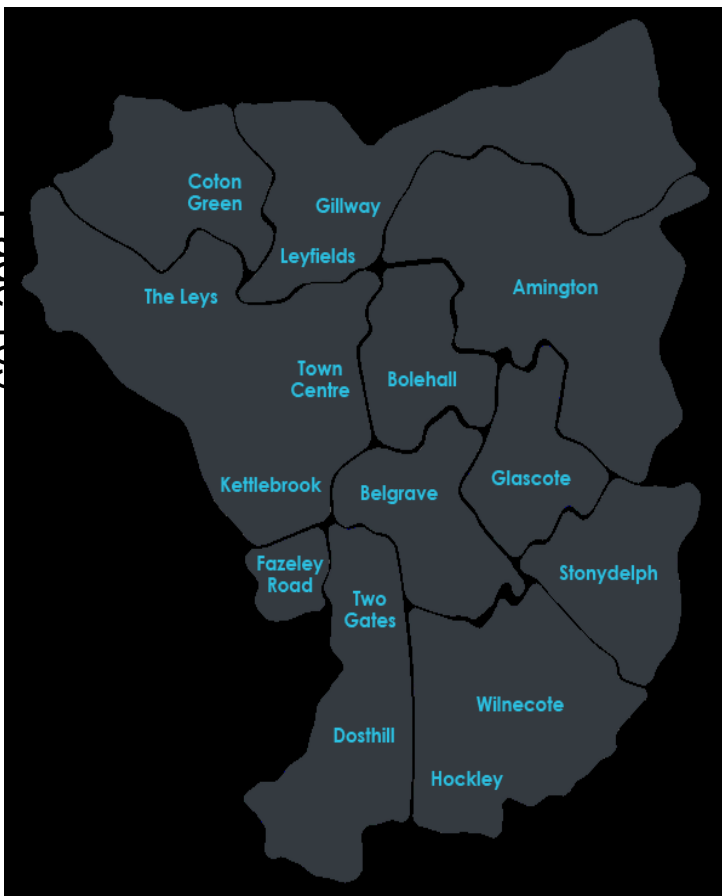 Coton
Green
Gillway
Leyfields
The Leys
Amington
Town
Centre
Bolehall
Kettlebrook
Belgrave
Glascote
Fazeley
Road
Stonydelph
Two
Gates
Wilnecote
Dosthill
Hockley